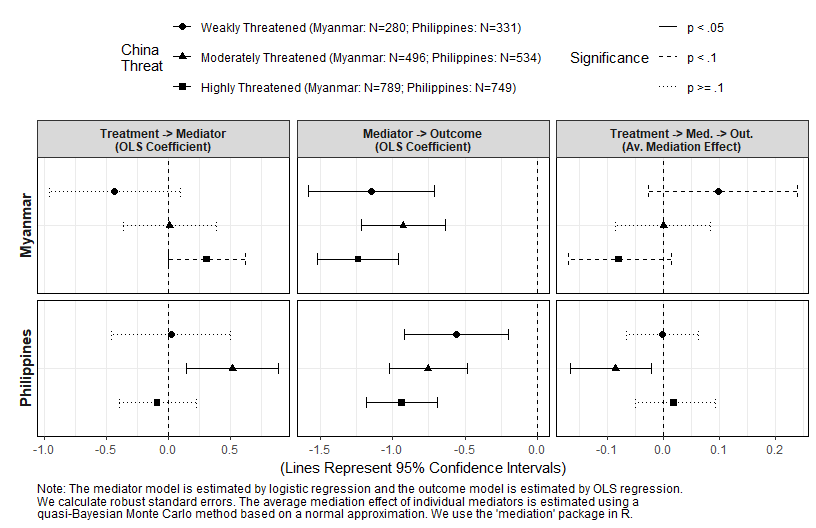 China
Threat
Weakly Threatened (Myanmar: N=280; Philippines: N=331)
Moderately Threatened (Myanmar: N=496; Philippines: N=534)
Highly Threatened (Myanmar: N=789; Philippines: N=749)
Significance
p < .05
p < .1
p >= .1
Treatment -> Mediator
(OLS Coefficient)
Mediator -> Outcome
(OLS Coefficient)
Treatment -> Med. -> Out.
(Av. Mediation Effect)
Myanmar
Philippines
-1.0 -0.5 0.0 0.5
-1.5 -1.0 -0.5 0.0
-0.1 0.0 0.1 0.2
(Lines Represent 95% Confidence Intervals)
Note: The mediator model is estimated by logistic regression and the outcome model is estimated by OLS regression.
We calculate robust standard errors. The average mediation effect of individual mediators is estimated using a
quasi-Bayesian Monte Carlo method based on a normal approximation. We use the 'mediation' package in R.